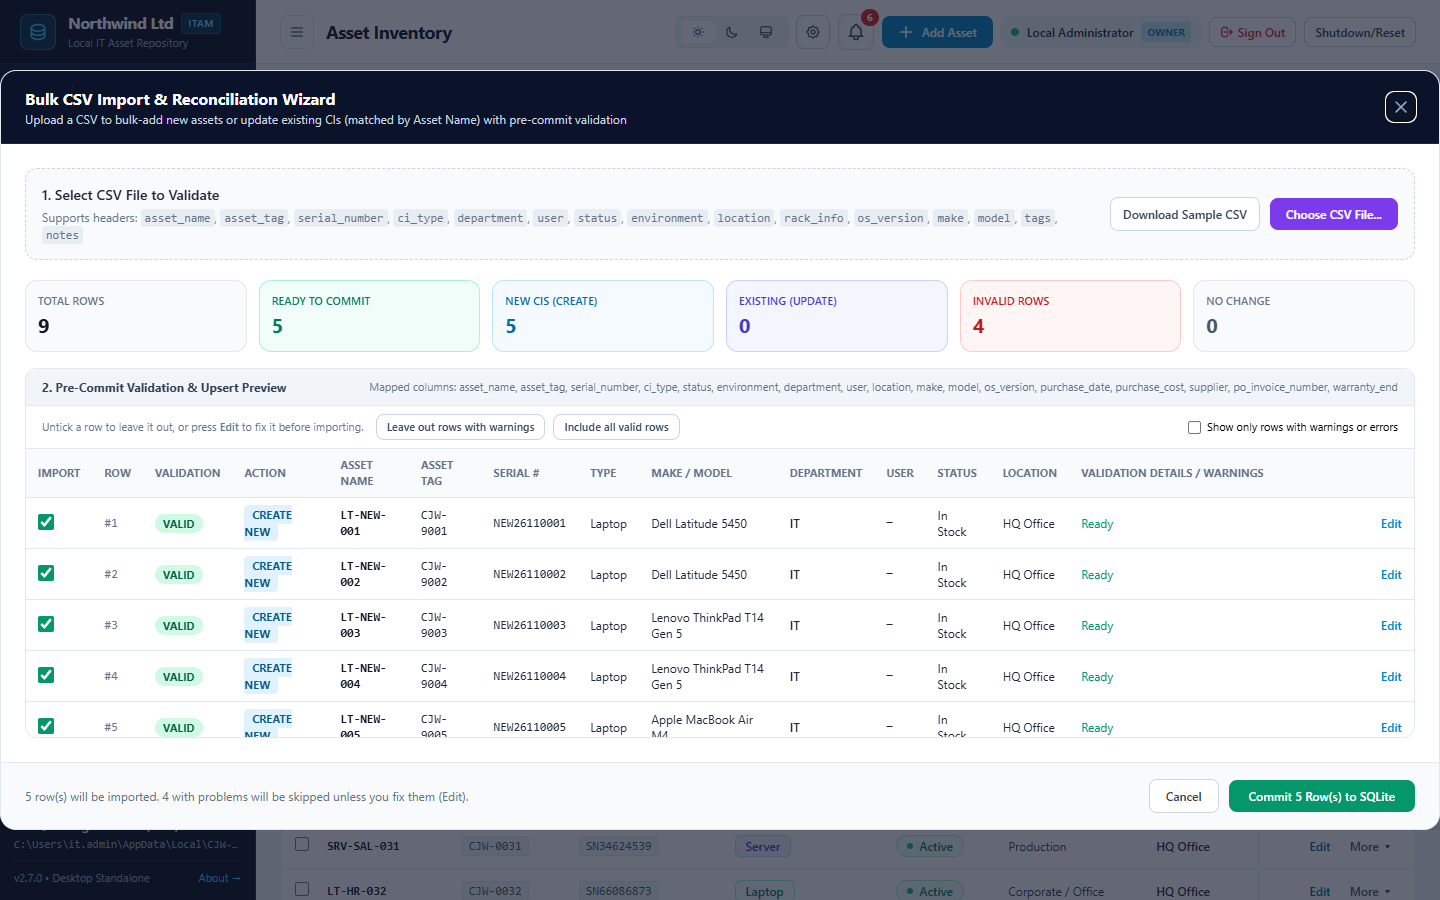 Northwind Ltd ITAM
Local IT Asset Repository
Asset Inventory
6
Add Asset
Local Administrator OWNER
Sign Out
Shutdown/Reset
Bulk CSV Import & Reconciliation Wizard
Upload a CSV to bulk-add new assets or update existing CIs (matched by Asset Name) with pre-commit validation
1. Select CSV File to Validate
Supports headers: asset_name, asset_tag, serial_number, ci_type, department, user, status, environment, location, rack_info, os_version, make, model, tags,
notes
Download Sample CSV
Choose CSV File...
TOTAL ROWS
9
READY TO COMMIT
5
NEW CIS (CREATE)
5
EXISTING (UPDATE)
0
INVALID ROWS
4
NO CHANGE
0
2. Pre-Commit Validation & Upsert Preview
Mapped columns: asset_name, asset_tag, serial_number, ci_type, status, environment, department, user, location, make, model, os_version, purchase_date, purchase_cost, supplier, po_invoice_number, warranty_end
Untick a row to leave it out, or press Edit to fix it before importing.
Leave out rows with warnings
Include all valid rows
Show only rows with warnings or errors
IMPORT ROW VALIDATION ACTION ASSET NAME ASSET TAG SERIAL # TYPE MAKE / MODEL DEPARTMENT USER STATUS LOCATION VALIDATION DETAILS / WARNINGS
#1 VALID CREATE NEW LT-NEW-001 CJW-9001 NEW26110001 Laptop Dell Latitude 5450 IT – In Stock HQ Office Ready Edit
#2 VALID CREATE NEW LT-NEW-002 CJW-9002 NEW26110002 Laptop Dell Latitude 5450 IT – In Stock HQ Office Ready Edit
#3 VALID CREATE NEW LT-NEW-003 CJW-9003 NEW26110003 Laptop Lenovo ThinkPad T14 Gen 5 IT – In Stock HQ Office Ready Edit
#4 VALID CREATE NEW LT-NEW-004 CJW-9004 NEW26110004 Laptop Lenovo ThinkPad T14 Gen 5 IT – In Stock HQ Office Ready Edit
#5 VALID CREATE NEW LT-NEW-005 CJW-9005 NEW26110005 Laptop Apple MacBook Air M4 IT – In Stock HQ Office Ready Edit
5 row(s) will be imported. 4 with problems will be skipped unless you fix them (Edit).
Cancel
Commit 5 Row(s) to SQLite
C:\Users\it.admin\AppData\Local\CJW-…
v2.7.0 • Desktop Standalone
About →
SRV-SAL-031 CJW-0031 SN34624539 Server Active Production HQ Office Edit More
LT-HR-032 CJW-0032 SN66086873 Laptop Active Corporate / Office HQ Office Edit More